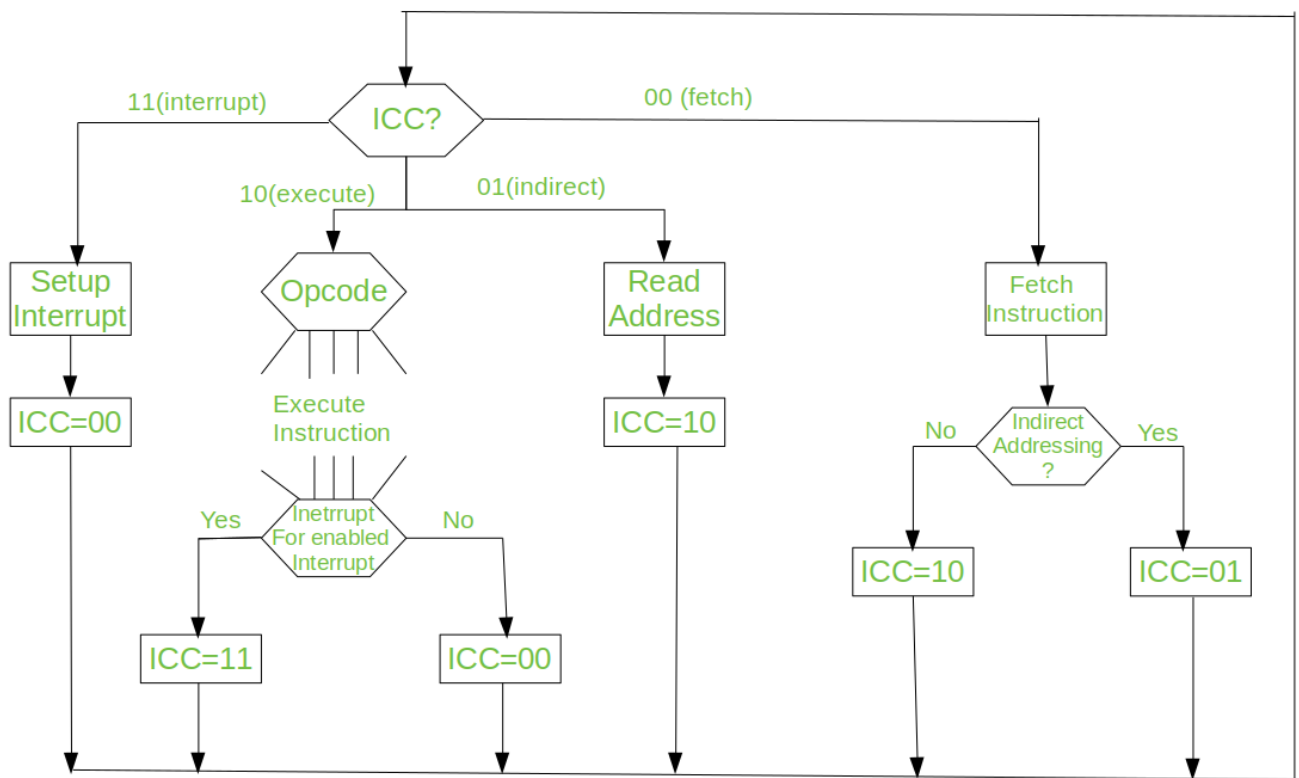 11(interrupt)
00 (fetch)
ICC?
10(execute)
01(indirect)
Setup
Interrupt
Opcode
Read
Address
Fetch
Instruction
ICC=00
Execute
Instruction
ICC=10
No
Indirect
Addressing
?
Yes
Yes
Inetrrupt
For enabled
Interrupt
No
ICC=10
ICC=01
ICC=11
ICC=00